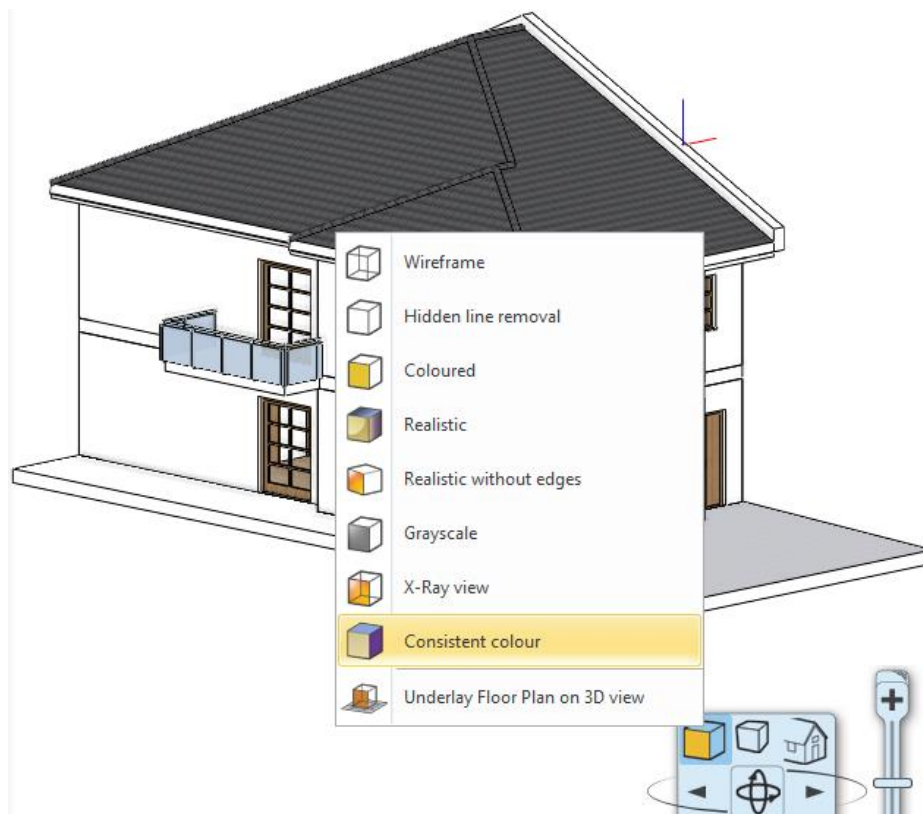 Wireframe
Hidden line removal
Coloured
Realistic
Realistic without edges
Grayscale
X-Ray view
Consistent colour
Underlay Floor Plan on 3D view